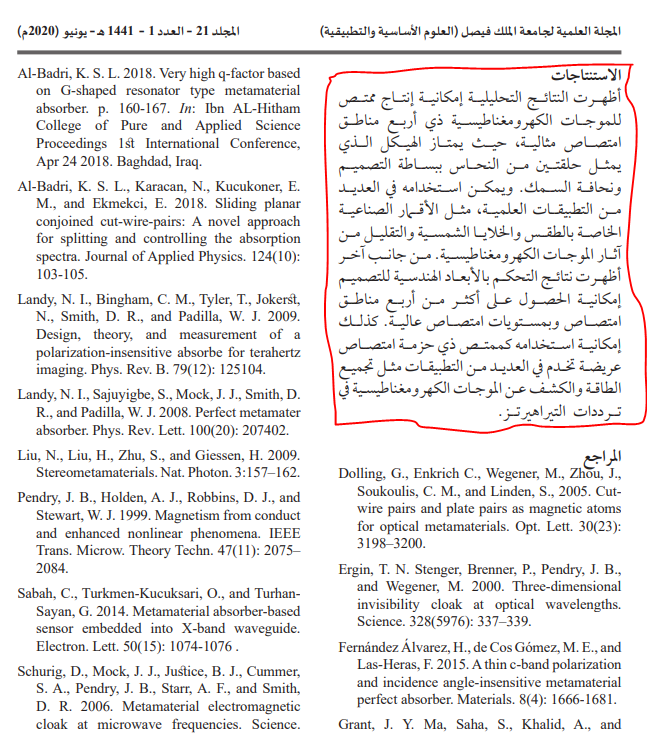 المجلة العلمية لجامعة الملك فيصل (العلوم الأساسية والتطبيقية)
المجلد 21 - العدد 1 - 1441 هـ - يونيو (2020م)
الاستنتاجات
أظهرت النتائج التحليلية إمكانية إنتاج ممتص
للموجات الكهرومغناطيسية ذي أربع مناطق
امتصاص مثالية، حيث يمتاز الهيكل الذي
يمثل حلقتين من النحاس ببساطة التصميم
ونحافة السمك. ويمكن استخدامه في العديد
من التطبيقات العلمية، مثل الأقمار الصناعية
الخاصة بالطقس والخلايا الشمسية والتقليل من
آثار الموجات الكهرومغناطيسية. من جانب آخر
أظهرت نتائج التحكم بالأبعاد الهندسية للتصميم
إمكانية الحصول على أكثر من أربع مناطق
امتصاص وبمستويات امتصاص عالية. كذلك
إمكانية استخدامه كممتص ذي حزمة امتصاص
عريضة تخدم في العديد من التطبيقات مثل تجميع
الطاقة والكشف عن الموجات الكهرومغناطيسية في
ترددات التيراهيرتز.
المراجع
Dolling, G., Enkrich C., Wegener, M., Zhou, J.,
Soukoulis, C. M., and Linden, S., 2005. Cut-
wire pairs and plate pairs as magnetic atoms
for optical metamaterials. Opt. Lett. 30(23):
3198–3200.
Ergin, T. N. Stenger, Brenner, P., Pendry, J. B.,
and Wegener, M. 2000. Three-dimensional
invisibility cloak at optical wavelengths.
Science. 328(5976): 337–339.
Fernández Álvarez, H., de Cos Gómez, M. E., and
Las-Heras, F. 2015. A thin c-band polarization
and incidence angle-insensitive metamaterial
perfect absorber. Materials. 8(4): 1666-1681.
Grant, J. Y. Ma, Saha, S., Khalid, A., and
Al-Badri, K. S. L. 2018. Very high q-factor based
on G-shaped resonator type metamaterial
absorber. p. 160-167. In: Ibn AL-Hitham
College of Pure and Applied Science
Proceedings 1st International Conference,
Apr 24 2018. Baghdad, Iraq.
Al-Badri, K. S. L., Karacan, N., Kucukoner, E.
M., and Ekmekci, E. 2018. Sliding planar
conjoined cut-wire-pairs: A novel approach
for splitting and controlling the absorption
spectra. Journal of Applied Physics. 124(10):
103-105.
Landy, N. I., Bingham, C. M., Tyler, T., Jokerst,
N., Smith, D. R., and Padilla, W. J. 2009.
Design, theory, and measurement of a
polarization-insensitive absorbe for terahertz
imaging. Phys. Rev. B. 79(12): 125104.
Landy, N. I., Sajuyigbe, S., Mock, J. J., Smith, D.
R., and Padilla, W. J. 2008. Perfect metamater
absorber. Phys. Rev. Lett. 100(20): 207402.
Liu, N., Liu, H., Zhu, S., and Giessen, H. 2009.
Stereometamaterials. Nat. Photon. 3:157–162.
Pendry, J. B., Holden, A. J., Robbins, D. J., and
Stewart, W. J. 1999. Magnetism from conduct
and enhanced nonlinear phenomena. IEEE
Trans. Microw. Theory Techn. 47(11): 2075–
2084.
Sabah, C., Turkmen-Kucuksari, O., and Turhan-
Sayan, G. 2014. Metamaterial absorber-based
sensor embedded into X-band waveguide.
Electron. Lett. 50(15): 1074-1076 .
Schurig, D., Mock, J. J., Justice, B. J., Cummer,
S. A., Pendry, J. B., Starr, A. F., and Smith,
D. R. 2006. Metamaterial electromagnetic
cloak at microwave frequencies. Science.